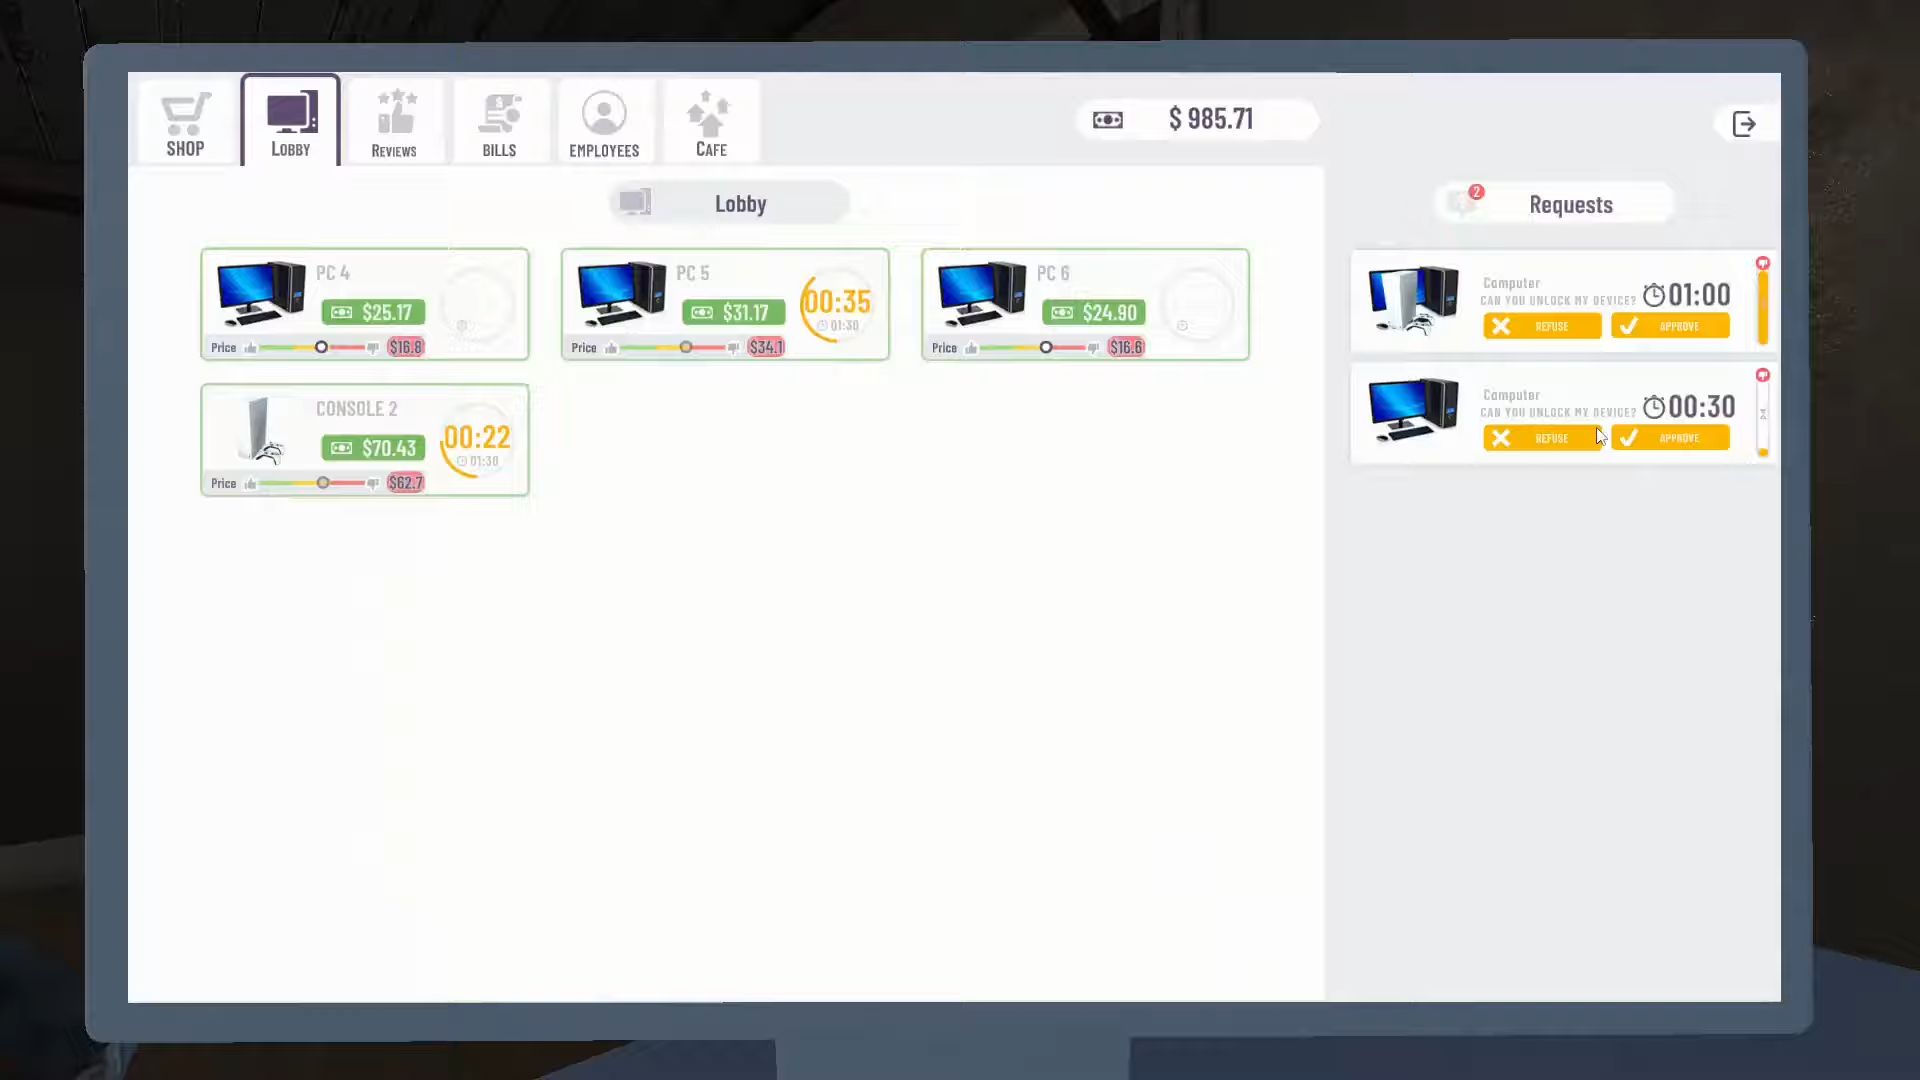 SHOP
LOBBY
REVIEWS
BILLS
EMPLOYEES
CAFE
$ 985.71
Lobby
2
Requests
PC 4
$25.17
Price
$16.8
PC 5
$31.17
00:35
01:30
Price
$34.1
PC 6
$24.90
Price
$16.6
CONSOLE 2
$70.43
00:22
01:30
Price
$62.7
Computer
CAN YOU UNLOCK MY DEVICE?
01:00
REFUSE
APPROVE
Computer
CAN YOU UNLOCK MY DEVICE?
00:30
REFUSE
APPROVE